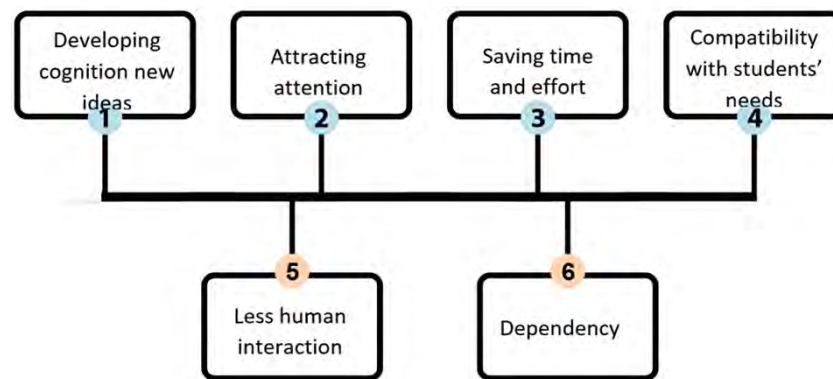 Developing
cognition new
ideas
1
Attracting
attention
2
Saving time
and effort
3
Compatibility
with students’
needs
4
5
Less human
interaction
6
Dependency